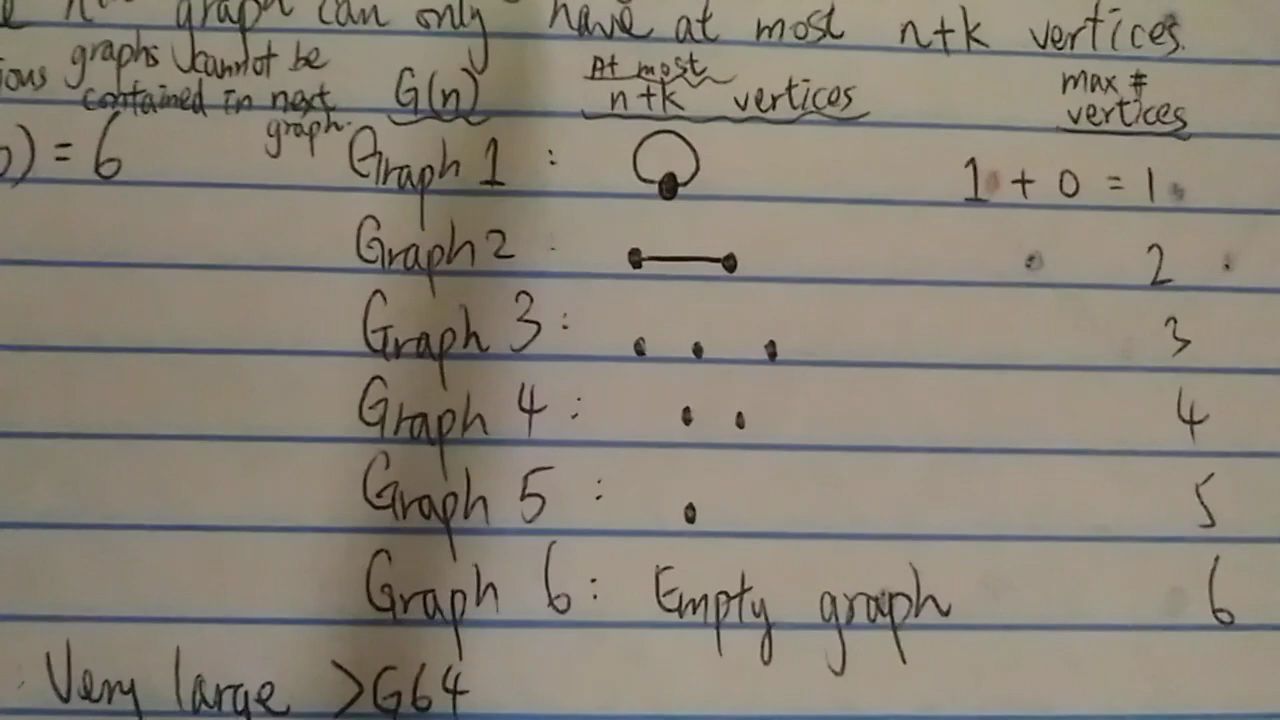 graph can only have at most n+k vertices.
graphs cannot be
contained in next
graph.
G(n) At most n+k vertices max # vertices
) = 6
Graph 1 : 1 + 0 = 1
Graph 2 2
Graph 3: 3
Graph 4: 4
Graph 5 : 5
Graph 6: Empty graph 6
Very large >G64